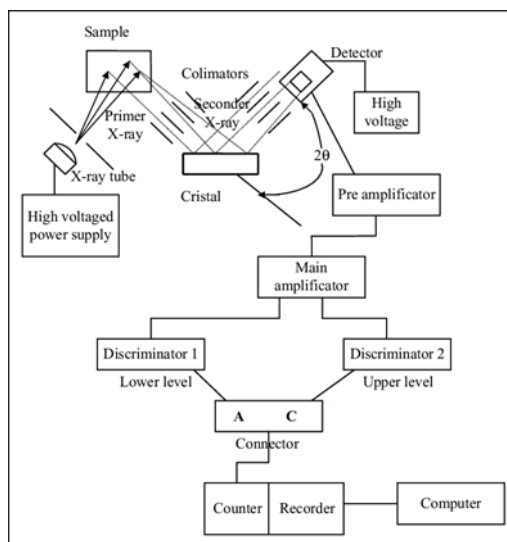 Sample
Detector
Colimators
High
voltage
Primer
X-ray
Seconder
X-ray
2θ
X-ray tube
Cristal
Pre amplificator
High voltaged
power supply
Main
amplificator
Discriminator 1
Discriminator 2
Lower level
Upper level
A C
Connector
Counter
Recorder
Computer